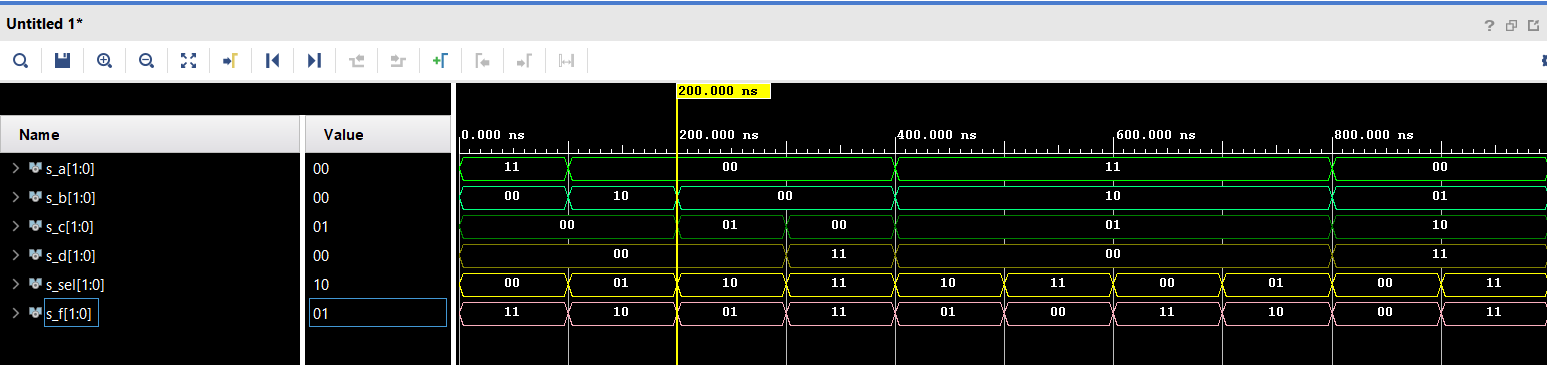 Untitled 1*
?
200.000 ns
Name Value 0.000 ns 200.000 ns 400.000 ns 600.000 ns 800.000 ns
s_a[1:0] 00 11 00 11 00
s_b[1:0] 00 00 10 00 10 01
s_c[1:0] 01 00 01 00 01 10
s_d[1:0] 00 00 11 00 11
s_sel[1:0] 10 00 01 10 11 10 11 00 01 00 11
s_f[1:0] 01 11 10 01 11 01 00 11 10 00 11